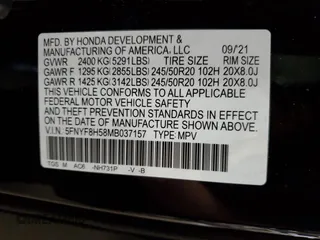 MFD. BY HONDA DEVELOPMENT &
MANUFACTURING OF AMERICA, LLC 09/21
GVWR 2400 KG(5291LBS) TIRE SIZE RIM SIZE
GAWR F 1295 KG(2855LBS) 245/50R20 102H 20X8.0J
GAWR R 1425 KG(3142LBS) 245/50R20 102H 20X8.0J
THIS VEHICLE CONFORMS TO ALL APPLICABLE
FEDERAL MOTOR VEHICLE SAFETY AND THEFT
PREVENTION STANDARDS IN EFFECT ON THE DATE
OF MANUFACTURE SHOWN ABOVE.
V.I.N. 5FNYF8H58MB037157 TYPE: MPV
TGS M AC6 -NH731P -V -B